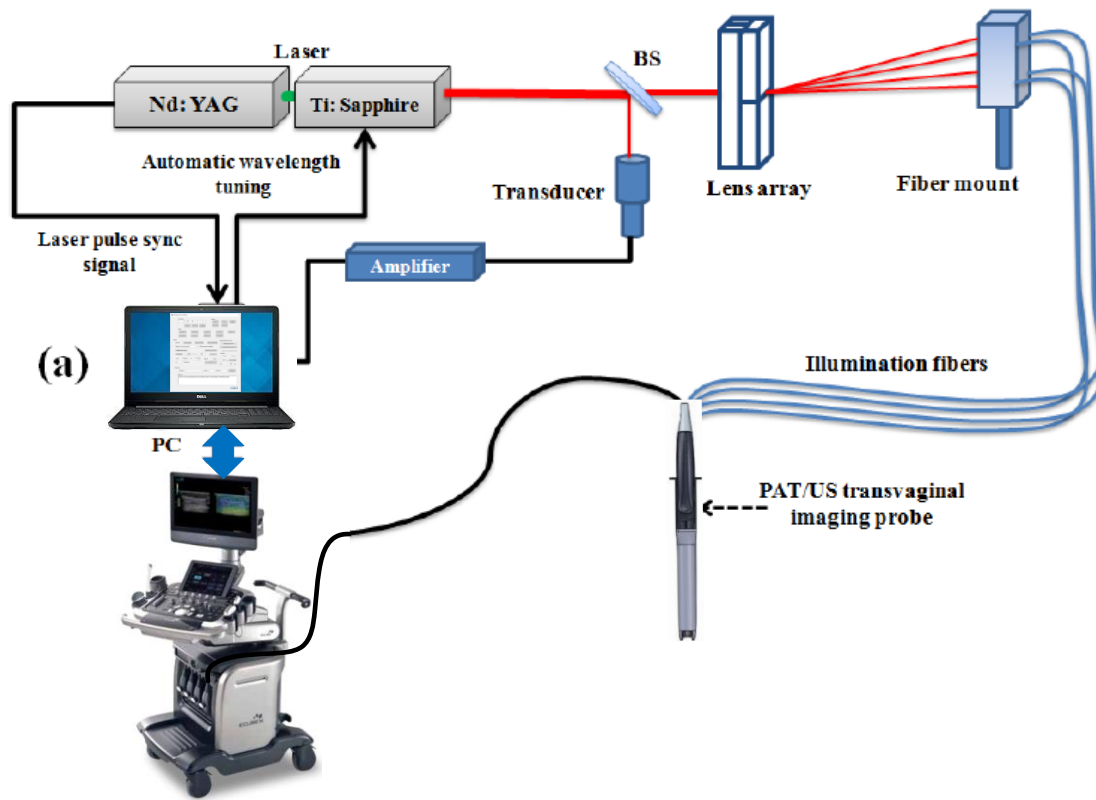 Laser
BS
Nd: YAG
Ti: Sapphire
Automatic wavelength
tuning
Transducer
Lens array
Fiber mount
Laser pulse sync
signal
Amplifier
(a)
Illumination fibers
DELL
PC
PAT/US transvaginal
imaging probe